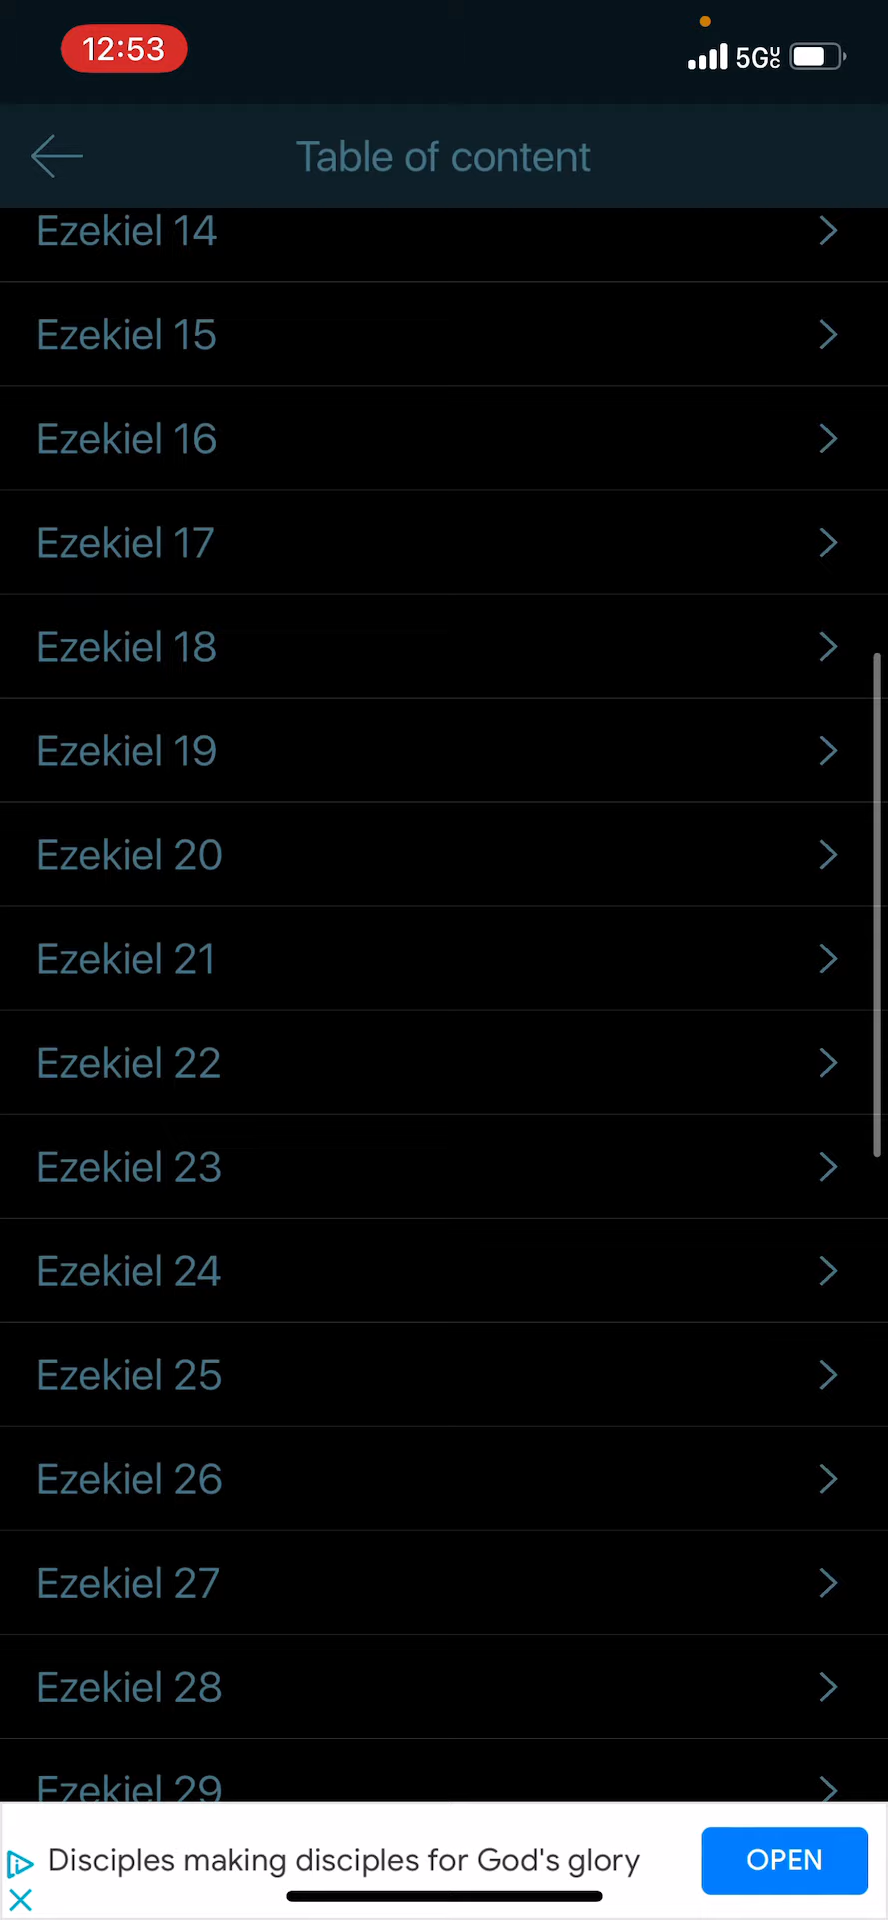 12:53
5G UC
Table of content
Ezekiel 14
Ezekiel 15
Ezekiel 16
Ezekiel 17
Ezekiel 18
Ezekiel 19
Ezekiel 20
Ezekiel 21
Ezekiel 22
Ezekiel 23
Ezekiel 24
Ezekiel 25
Ezekiel 26
Ezekiel 27
Ezekiel 28
Ezekiel 29
Disciples making disciples for God's glory
OPEN